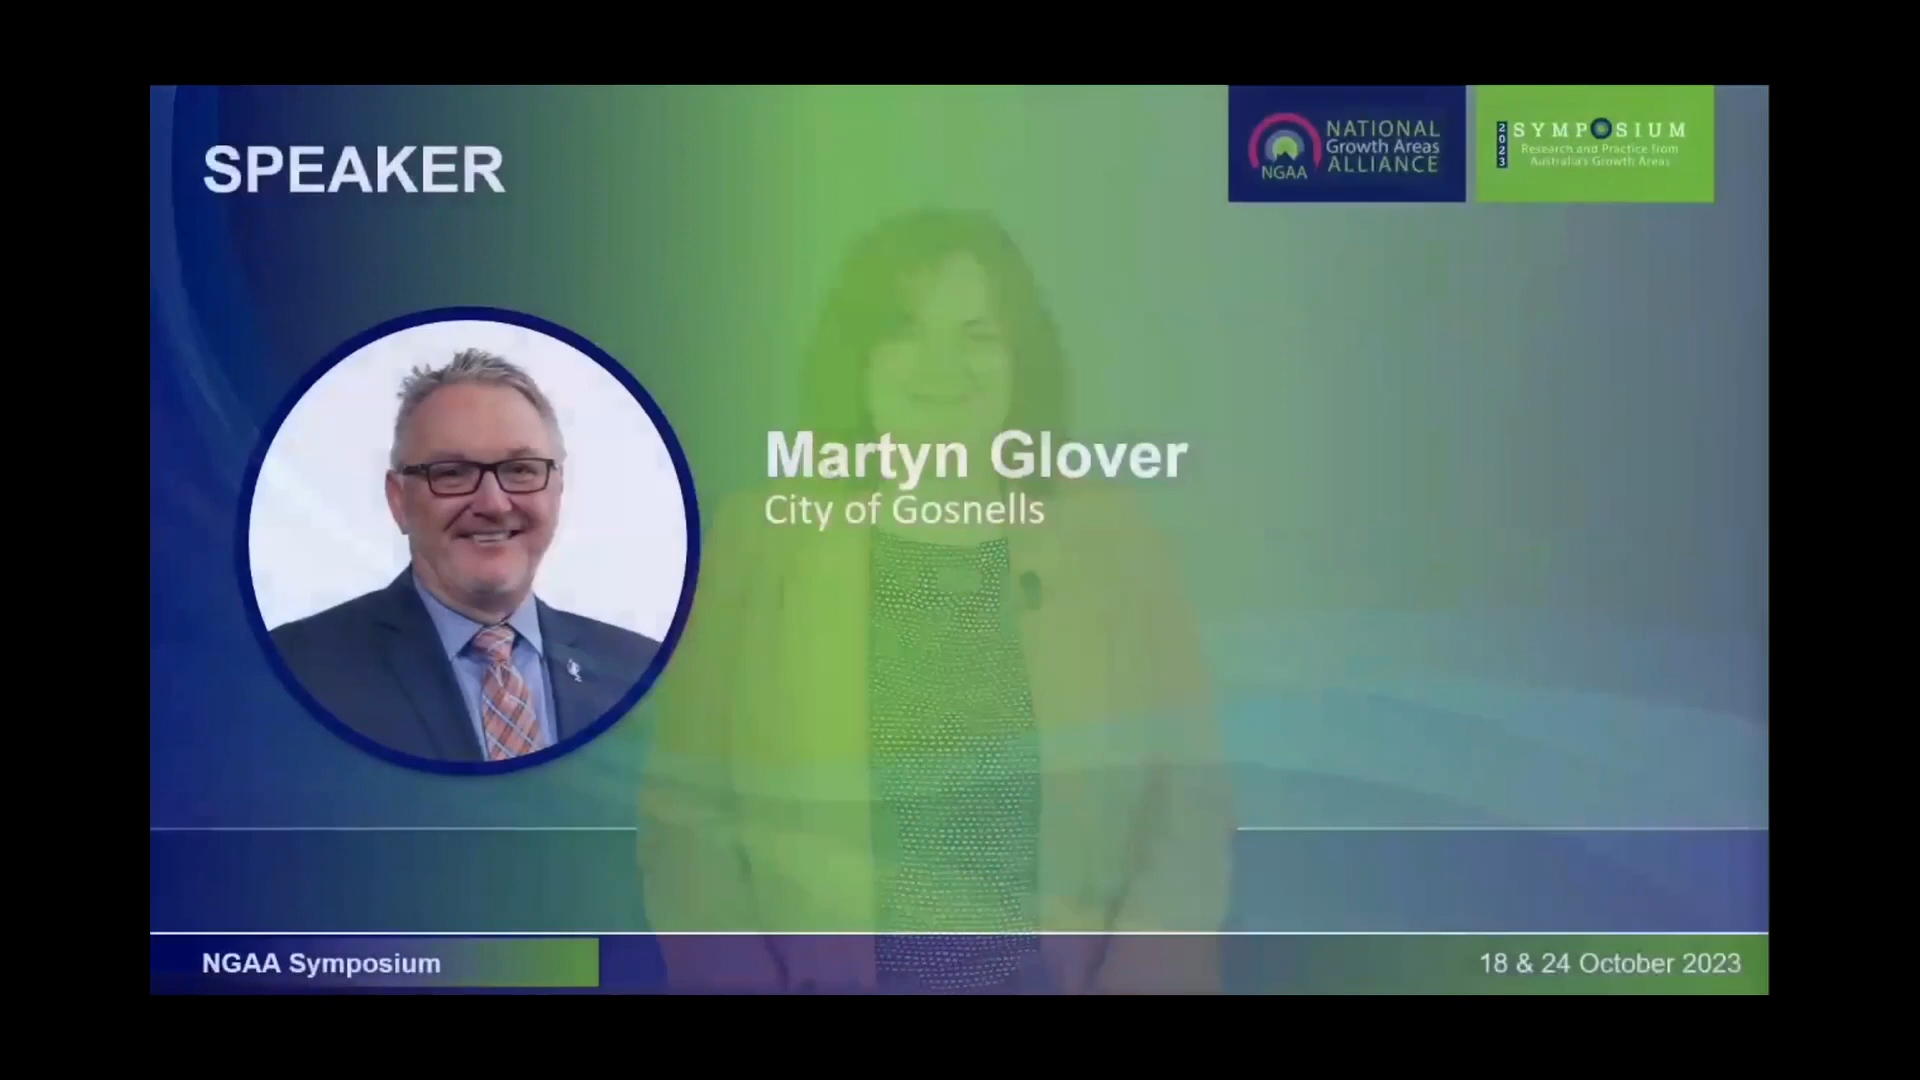 SPEAKER
NGAA
NATIONAL
Growth Areas
ALLIANCE
2023
SYMPOSIUM
Research and Practice from
Australia's Growth Areas
Martyn Glover
City of Gosnells
NGAA Symposium
18 & 24 October 2023